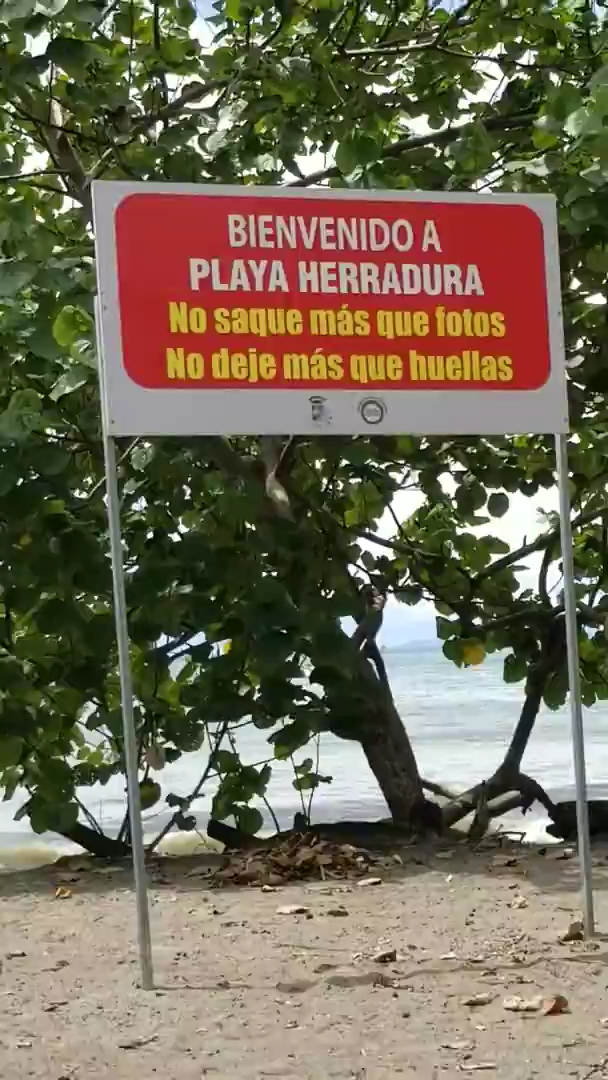 BIENVENIDO A
PLAYA HERRADURA
No saque más que fotos
No deje más que huellas